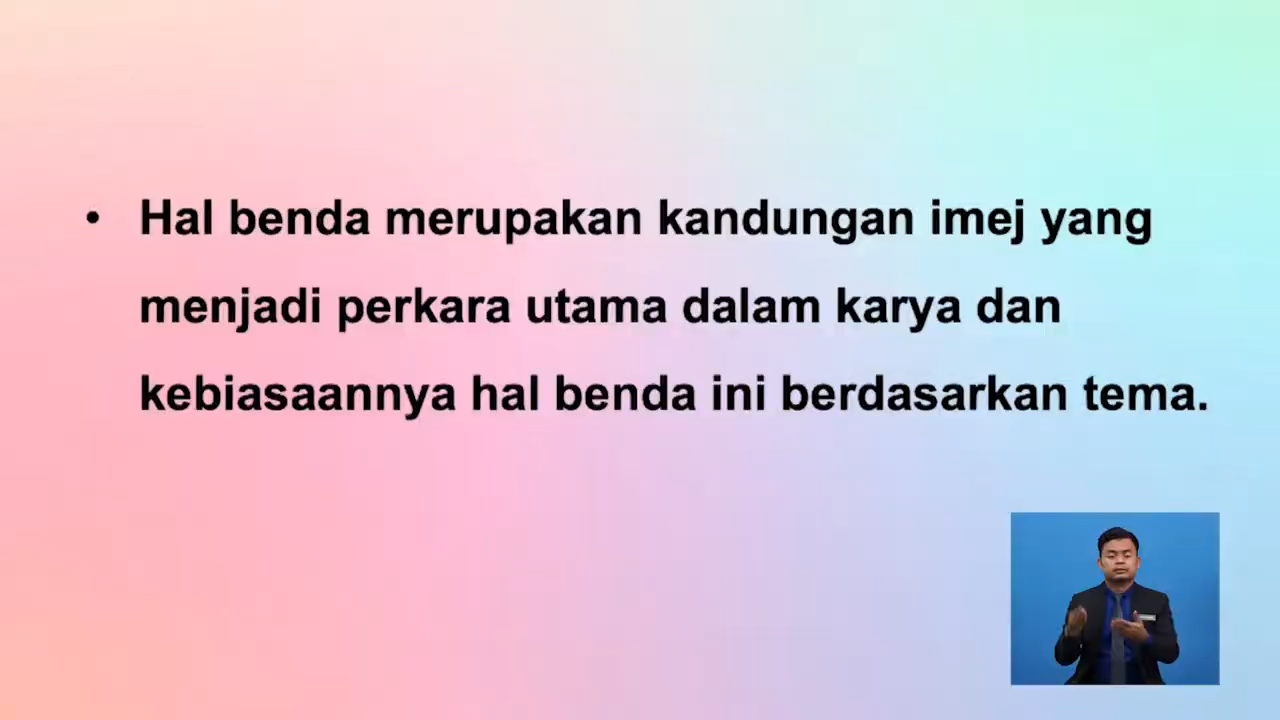 • Hal benda merupakan kandungan imej yang
menjadi perkara utama dalam karya dan
kebiasaannya hal benda ini berdasarkan tema.